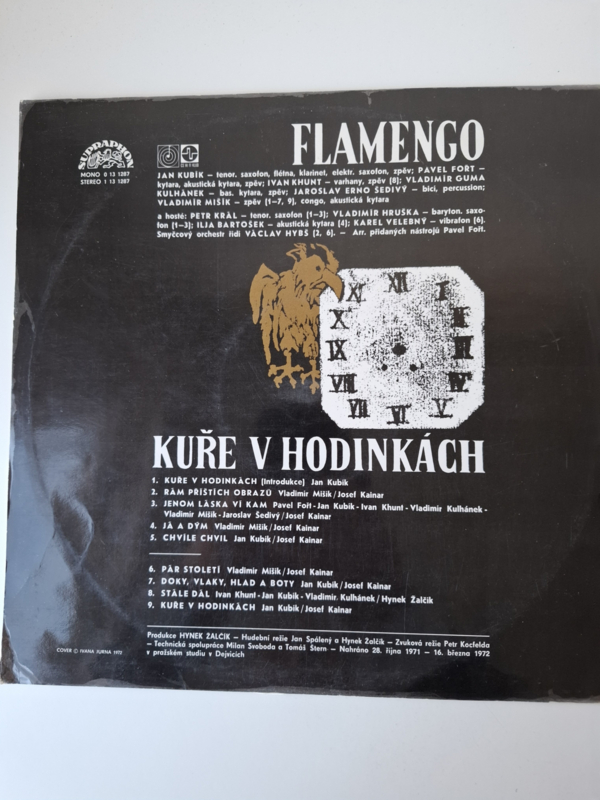 FLAMENGO
SUPRAPHON
MONO 0 13 1287
STEREO 1 13 1287
JAN KUBÍK – tenor. saxofon, flétna, klarinet, elektr. saxofon, zpěv; PAVEL FOŘT –
kytara, akustická kytara, zpěv; IVAN KHUNT – varhany, zpěv [8]; VLADIMÍR GUMA
KULHÁNEK – bas. kytara, zpěv; JAROSLAV ERNO ŠEDIVÝ – bicí, percussion;
VLADIMÍR MIŠÍK – zpěv [1–7, 9], congo, akustická kytara
a hosté: PETR KRÁL – tenor. saxofon [1–3]; VLADIMÍR HRUŠKA – baryton. saxo-
fon [1–3]; ILJA BARTOŠEK – akustická kytara [4]; KAREL VELEBNÝ – vibrafon [6].
Smyčcový orchestr řídí VÁCLAV HYBŠ [2, 6]. – Arr. přidaných nástrojů Pavel Fořt.
XII
XI
I
X
II
IX
III
VIII
IV
VII
VI
V
KUŘE V HODINKÁCH
1. KUŘE V HODINKÁCH [Introdukce] Jan Kubík
2. RÁM PŘÍŠTÍCH OBRAZŮ Vladimír Mišík/Josef Kainar
3. JENOM LÁSKA VÍ KAM Pavel Fořt-Jan Kubík-Ivan Khunt-Vladimír Kulhánek-
Vladimír Mišík-Jaroslav Šedivý/Josef Kainar
4. JÁ A DÝM Vladimír Mišík/Josef Kainar
5. CHVÍLE CHVIL Jan Kubík/Josef Kainar
6. PÁR STOLETÍ Vladimír Mišík/Josef Kainar
7. DOKY, VLAKY, HLAD A BOTY Jan Kubík/Josef Kainar
8. STÁLE DÁL Ivan Khunt-Jan Kubík-Vladimír Kulhánek/Hynek Žalčík
9. KUŘE V HODINKÁCH Jan Kubík/Josef Kainar
Produkce HYNEK ŽALČÍK – Hudební režie Jan Spálený a Hynek Žalčík – Zvuková režie Petr Kocfelda
– Technická spolupráce Milan Svoboda a Tomáš Štern – Nahráno 28. října 1971 – 16. března 1972
v pražském studiu v Dejvicích
COVER © IVANA JURNA 1972